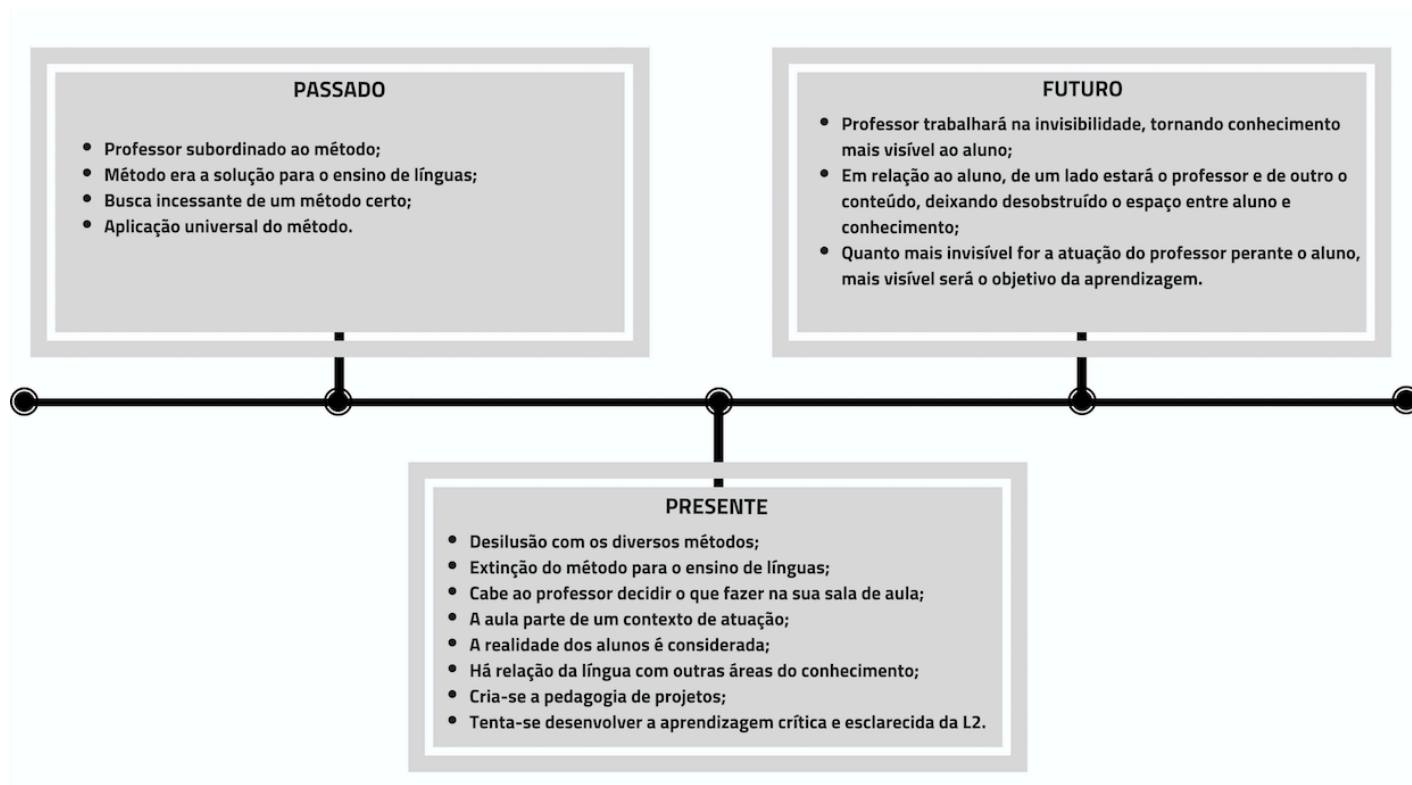 PASSADO
• Professor subordinado ao método;
• Método era a solução para o ensino de línguas;
• Busca incessante de um método certo;
• Aplicação universal do método.
FUTURO
• Professor trabalhará na invisibilidade, tornando conhecimento
mais visível ao aluno;
• Em relação ao aluno, de um lado estará o professor e de outro o
conteúdo, deixando desobstruído o espaço entre aluno e
conhecimento;
• Quanto mais invisível for a atuação do professor perante o aluno,
mais visível será o objetivo da aprendizagem.
PRESENTE
• Desilusão com os diversos métodos;
• Extinção do método para o ensino de línguas;
• Cabe ao professor decidir o que fazer na sua sala de aula;
• A aula parte de um contexto de atuação;
• A realidade dos alunos é considerada;
• Há relação da língua com outras áreas do conhecimento;
• Cria-se a pedagogia de projetos;
• Tenta-se desenvolver a aprendizagem crítica e esclarecida da L2.